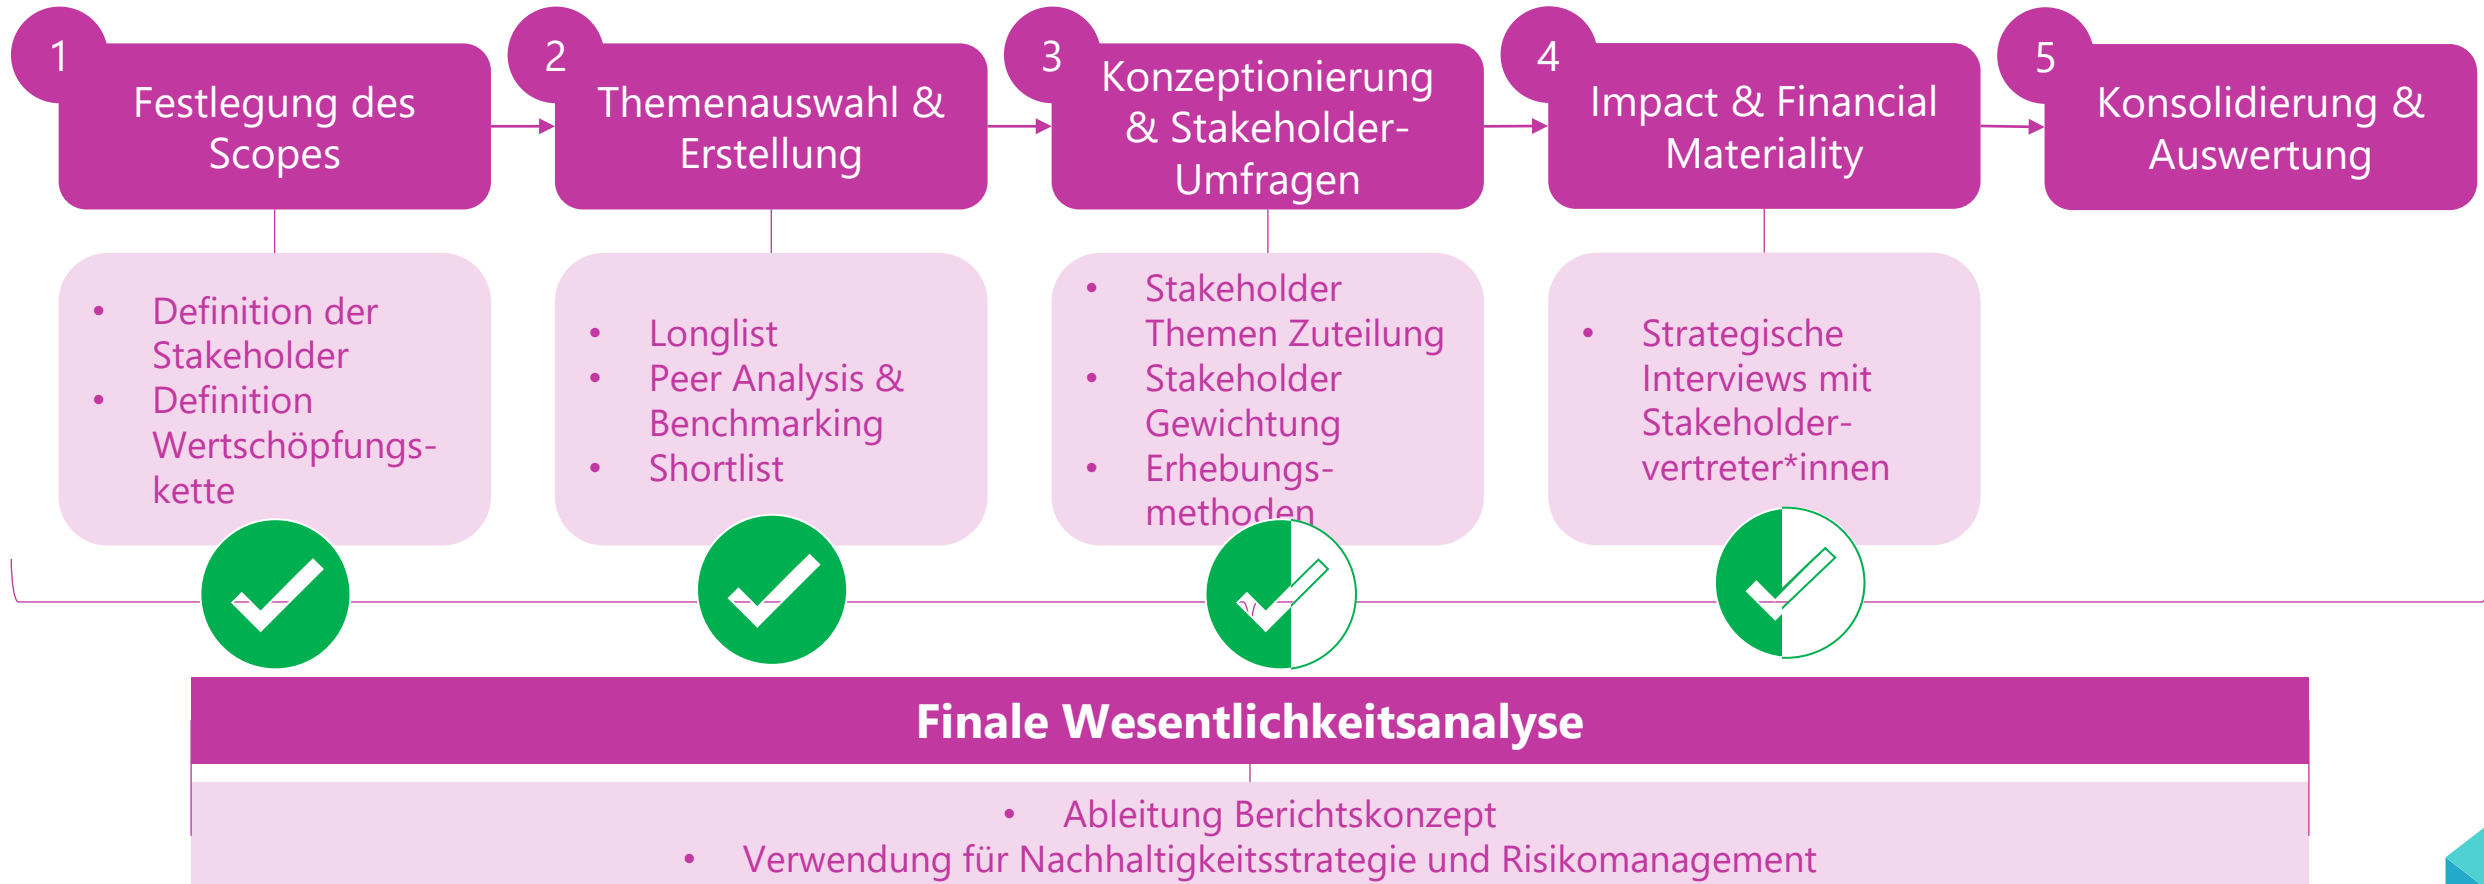 1
Festlegung des
Scopes
2
Themenauswahl &
Erstellung
3
Konzeptionierung
& Stakeholder-
Umfragen
4
Impact & Financial
Materiality
5
Konsolidierung &
Auswertung
• Definition der
Stakeholder
• Definition
Wertschöpfungs-
kette
• Longlist
• Peer Analysis &
Benchmarking
• Shortlist
• Stakeholder
Themen Zuteilung
• Stakeholder
Gewichtung
• Erhebungs-
methoden
• Strategische
Interviews mit
Stakeholder-
vertreter*innen
Finale Wesentlichkeitsanalyse
• Ableitung Berichtskonzept
• Verwendung für Nachhaltigkeitsstrategie und Risikomanagement